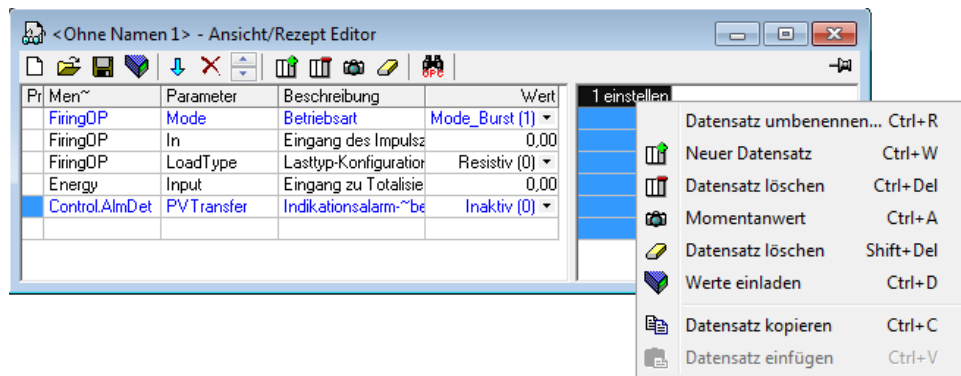 <Ohne Namen 1> - Ansicht/Rezept Editor
OPC
Pr Men~ Parameter Beschreibung Wert 1 einstellen
FiringOP Mode Betriebsart Mode_Burst (1)
FiringOP In Eingang des Impulsz 0,00
FiringOP LoadType Lasttyp-Konfiguration Resistiv (0)
Energy Input Eingang zu Totalisie 0,00
Control.AlmDet PVTransfer Indikationsalarm-~be Inaktiv (0)
Datensatz umbenennen... Ctrl+R
Neuer Datensatz Ctrl+W
Datensatz löschen Ctrl+Del
Momentanwert Ctrl+A
Datensatz löschen Shift+Del
Werte einladen Ctrl+D
Datensatz kopieren Ctrl+C
Datensatz einfügen Ctrl+V